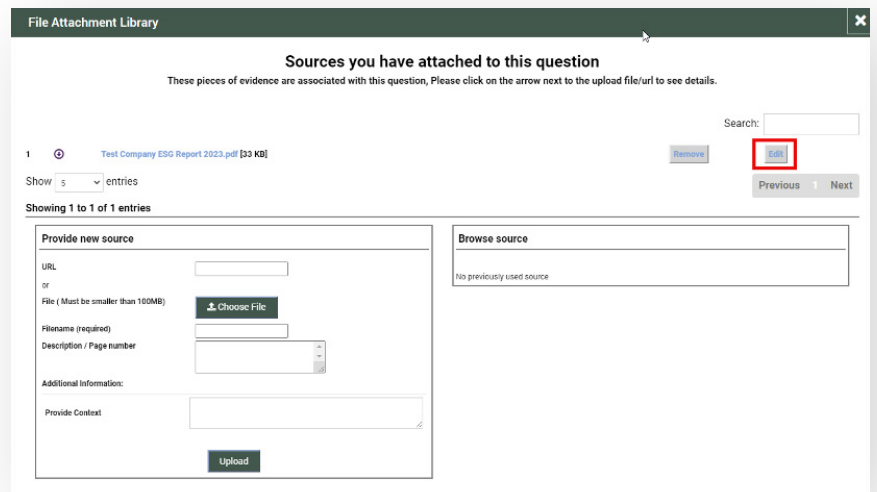 File Attachment Library
Sources you have attached to this question
These pieces of evidence are associated with this question, Please click on the arrow next to the upload file/url to see details.
Search:
1 Test Company ESG Report 2023.pdf [33 KB] Remove Edit
Show 5 entries
Previous 1 Next
Showing 1 to 1 of 1 entries
Provide new source
URL
or
File ( Must be smaller than 100MB)
Choose File
Filename (required)
Description / Page number
Additional Information:
Provide Context
Upload
Browse source
No previously used source